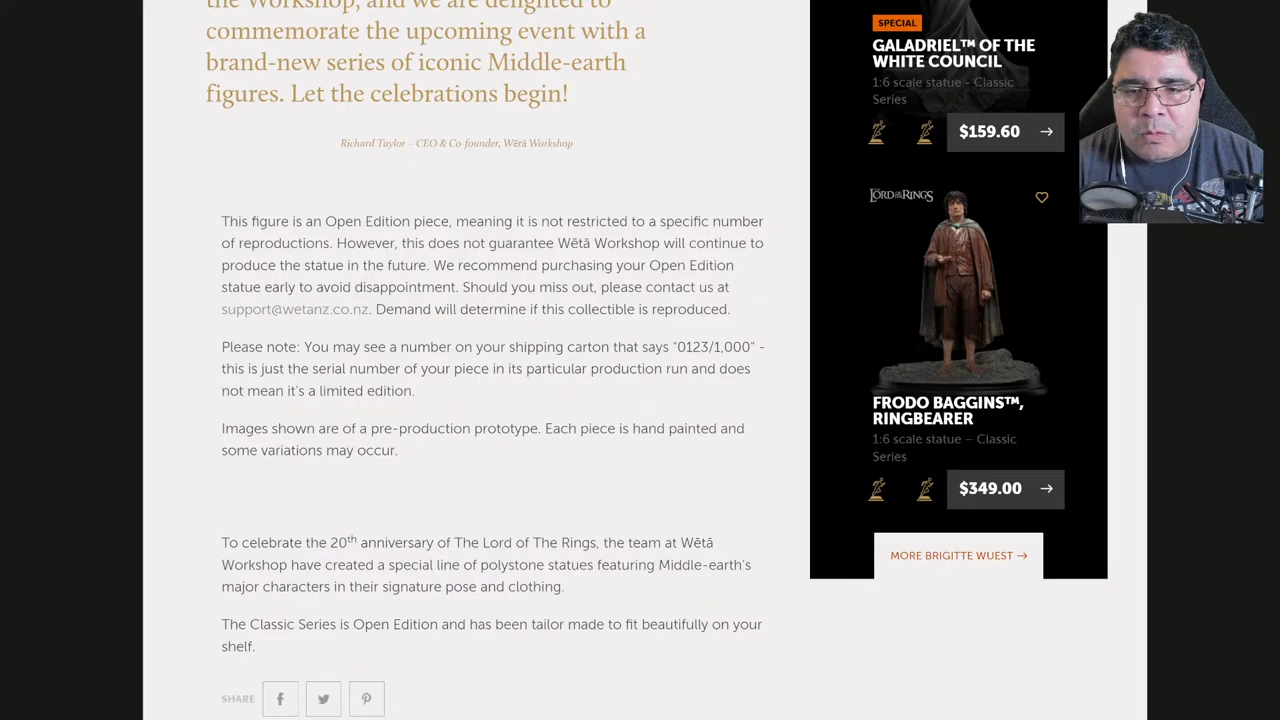 the Workshop, and we are delighted to
commemorate the upcoming event with a
brand-new series of iconic Middle-earth
figures. Let the celebrations begin!
Richard Taylor – CEO & Co-founder, Wētā Workshop
This figure is an Open Edition piece, meaning it is not restricted to a specific number
of reproductions. However, this does not guarantee Wētā Workshop will continue to
produce the statue in the future. We recommend purchasing your Open Edition
statue early to avoid disappointment. Should you miss out, please contact us at
support@wetanz.co.nz. Demand will determine if this collectible is reproduced.
Please note: You may see a number on your shipping carton that says "0123/1,000" -
this is just the serial number of your piece in its particular production run and does
not mean it's a limited edition.
Images shown are of a pre-production prototype. Each piece is hand painted and
some variations may occur.
To celebrate the 20th anniversary of The Lord of The Rings, the team at Wētā
Workshop have created a special line of polystone statues featuring Middle-earth's
major characters in their signature pose and clothing.
The Classic Series is Open Edition and has been tailor made to fit beautifully on your
shelf.
SHARE
SPECIAL
GALADRIEL™ OF THE
WHITE COUNCIL
1:6 scale statue - Classic
Series
$159.60 →
THE LORD OF THE RINGS
FRODO BAGGINS™,
RINGBEARER
1:6 scale statue – Classic
Series
$349.00 →
MORE BRIGITTE WUEST →